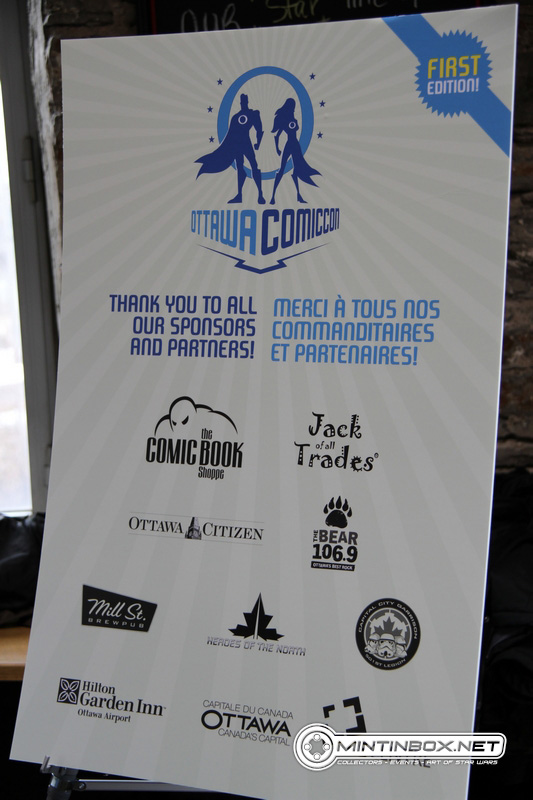 FIRST
EDITION!
OTTAWA COMICCON
THANK YOU TO ALL
OUR SPONSORS
AND PARTNERS!
MERCI À TOUS NOS
COMMANDITAIRES
ET PARTENAIRES!
the
COMIC BOOK
Shoppe
Jack
of all
Trades®
OTTAWA CITIZEN
THE
BEAR
106.9
OTTAWA'S BEST ROCK
Mill St.
BREWPUB
HEROES OF THE NORTH
CAPITAL CITY GARRISON
501ST LEGION
Hilton
Garden Inn™
Ottawa Airport
CAPITALE DU CANADA
OTTAWA
CANADA'S CAPITAL
MINTINBOX.NET
COLLECTORS - EVENTS - ART OF STAR WARS